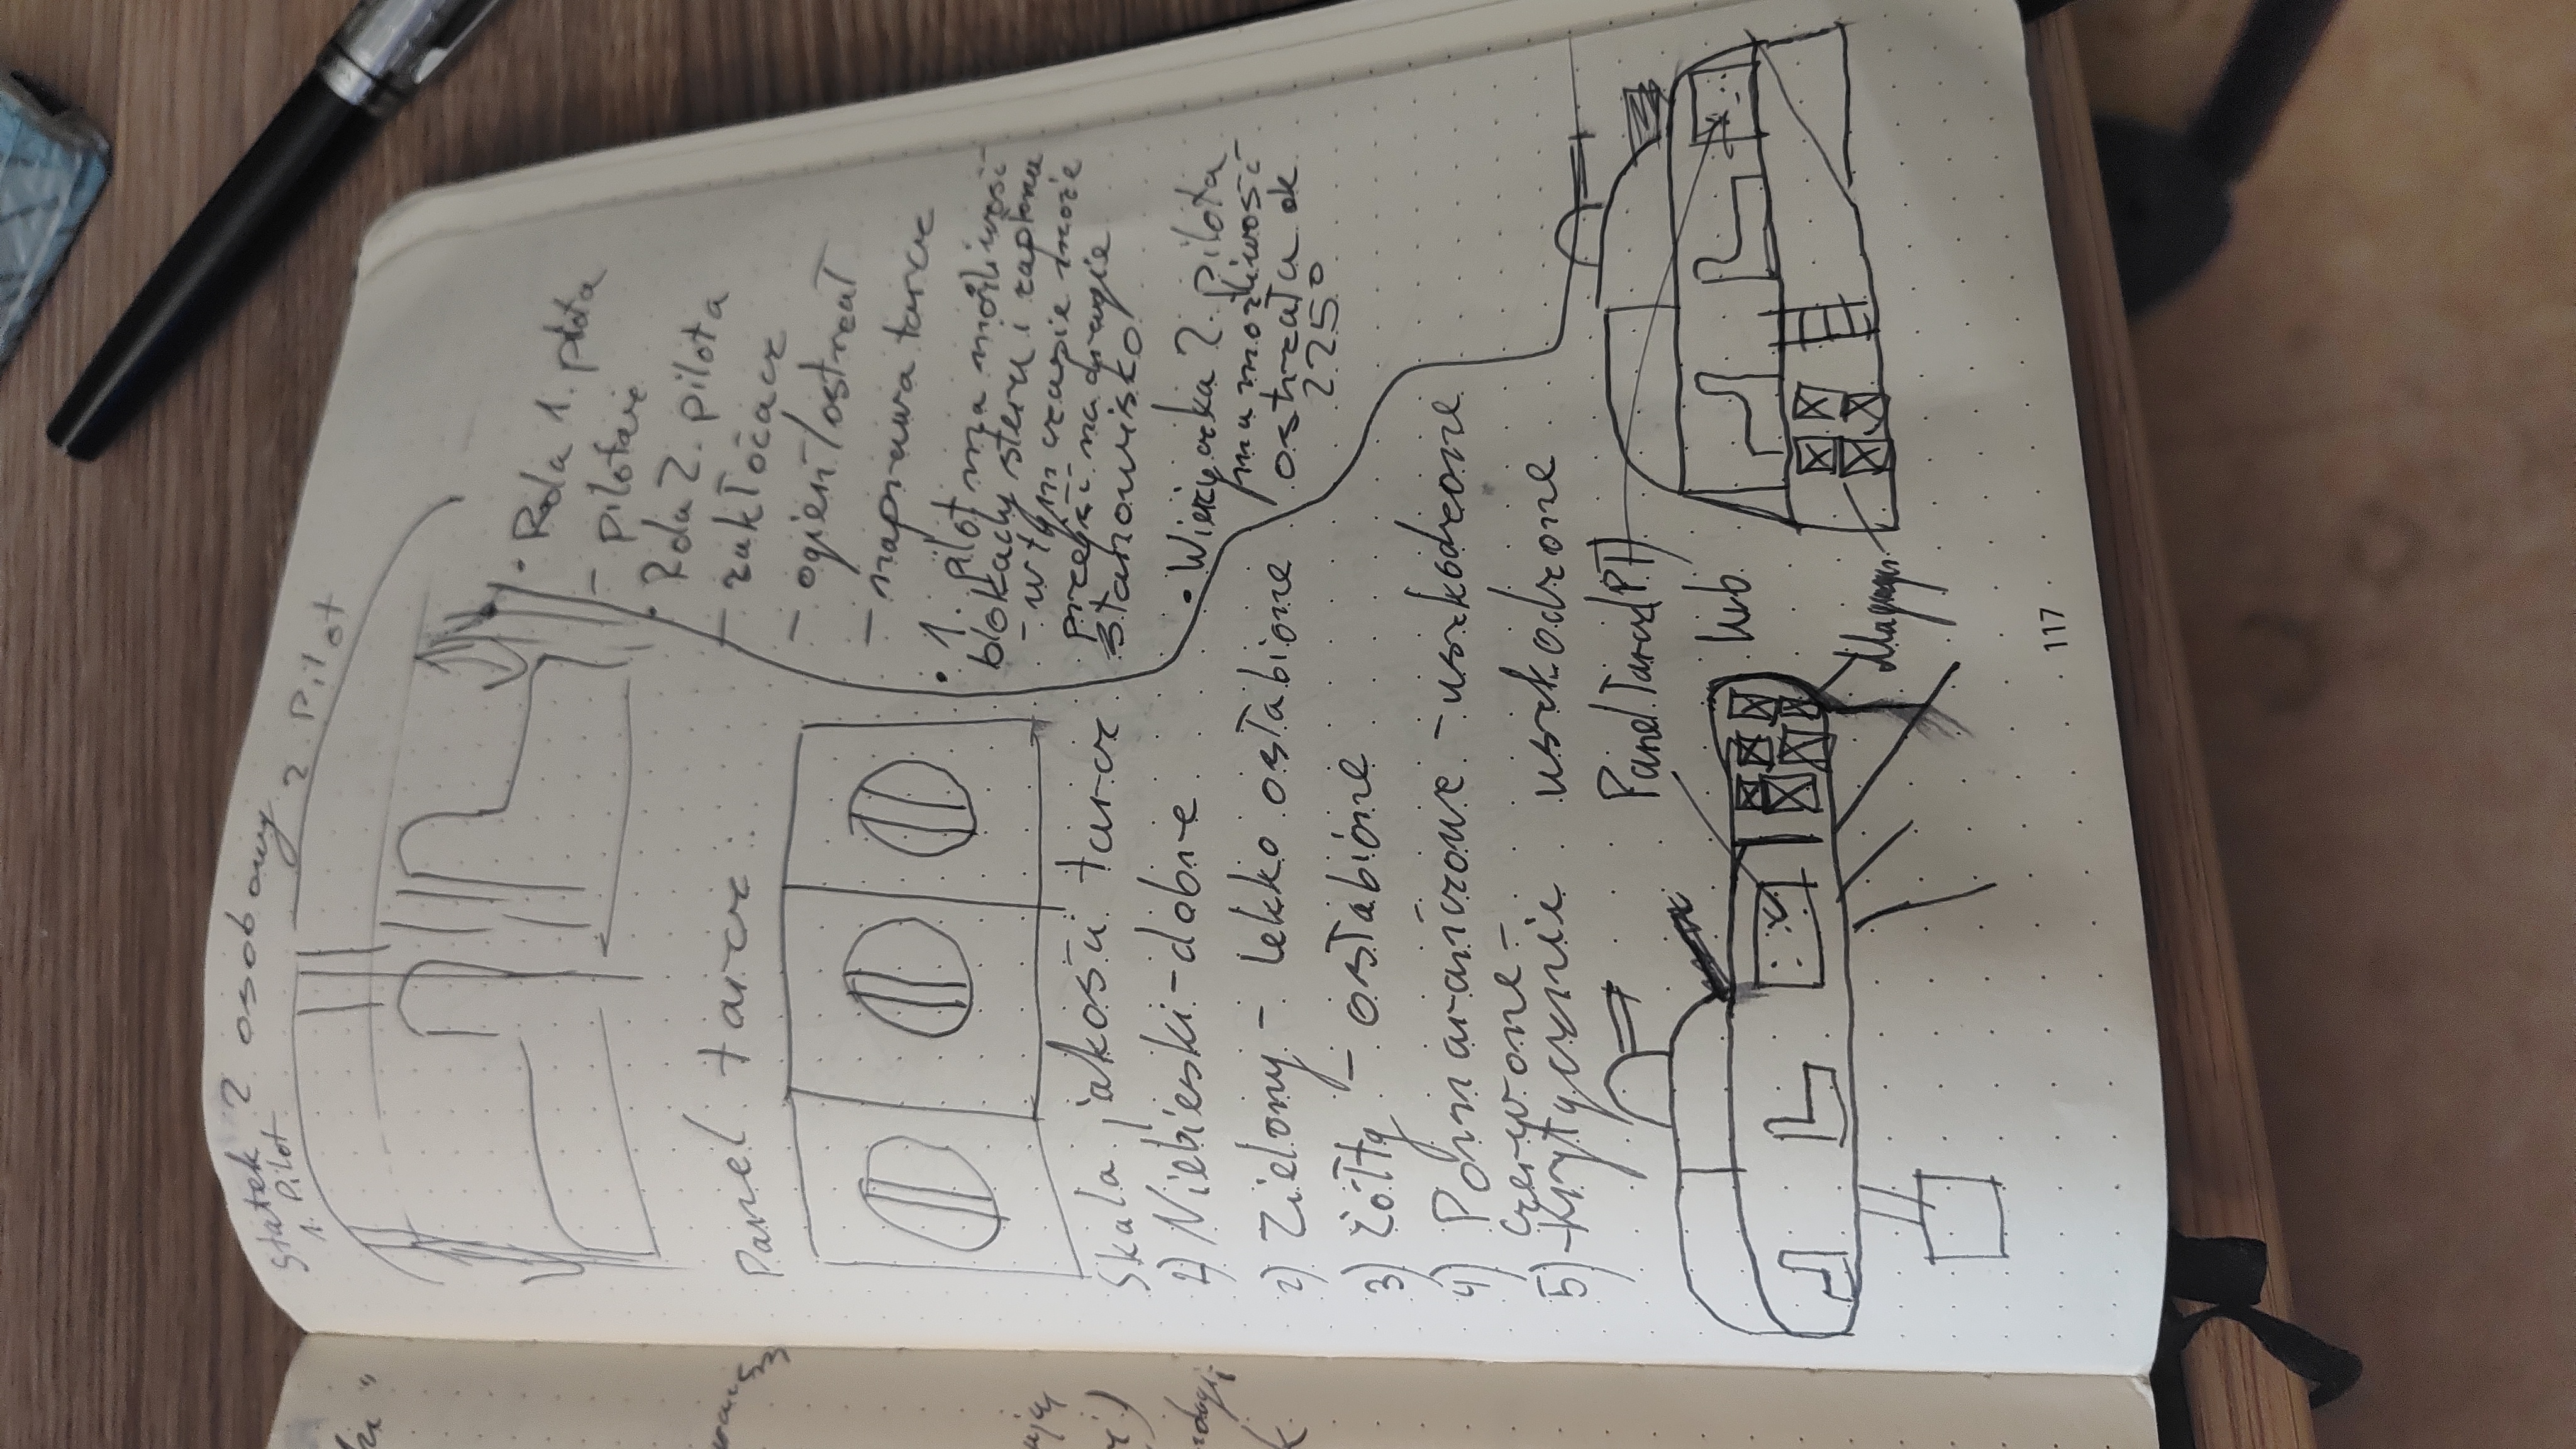 Statek 2 osobowy
1. Pilot
2. Pilot
• Rola 1. pilota
- pilotaż
• Rola 2. pilota
- zakłócacz
- ogień/ostrzał
- naprawa tarcz
• 1. pilot ma możliwość
blokady steru i zapłonu
- w tym czasie może
przejść na drugie
stanowisko
• Wieżyczka 2. pilota
ma możliwość
ostrzału ok
225°
Panel tarcz:
Skala jakości tarcz
1) Niebieski - dobre
2) Zielony - lekko osłabione
3) Żółty - osłabione
4) Pomarańczowe - uszkodzone
czerwone -
5) - krytycznie uszkodzone
Panel Tarcz (PT)
lub
Magazyn
117